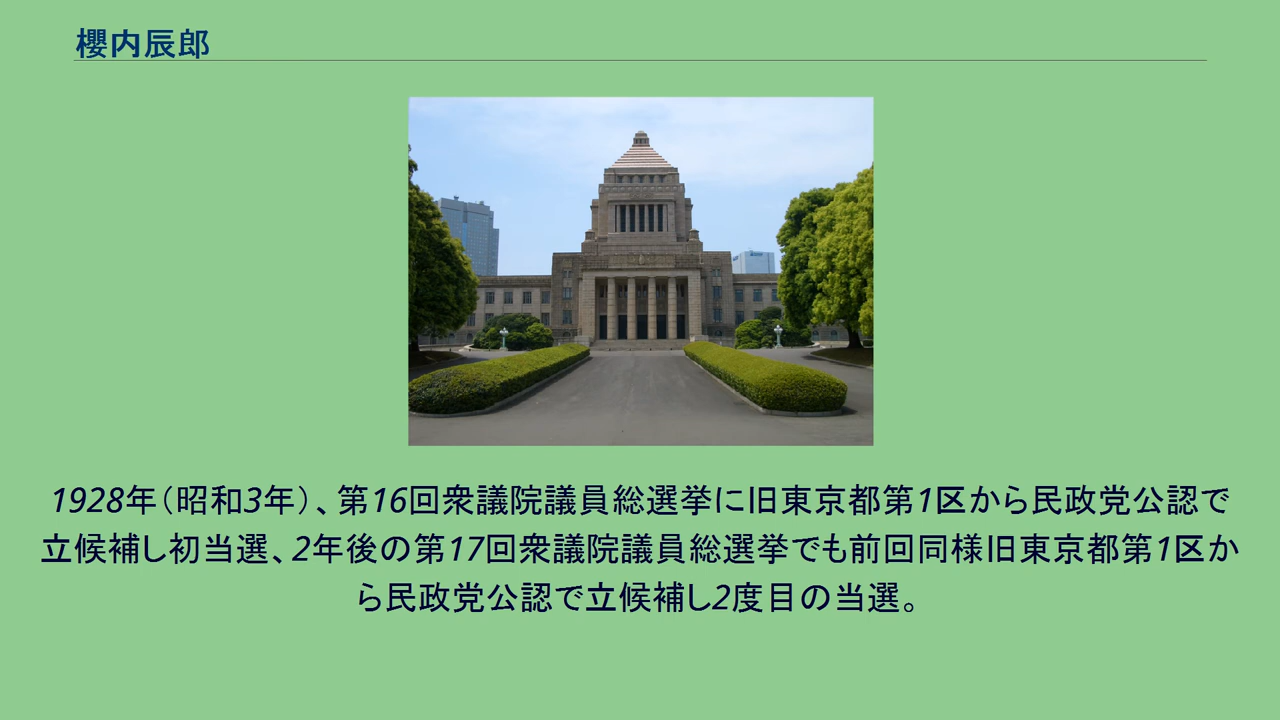 櫻内辰郎
1928年（昭和3年）、第16回衆議院議員総選挙に旧東京都第1区から民政党公認で
立候補し初当選、2年後の第17回衆議院議員総選挙でも前回同様旧東京都第1区か
ら民政党公認で立候補し2度目の当選。